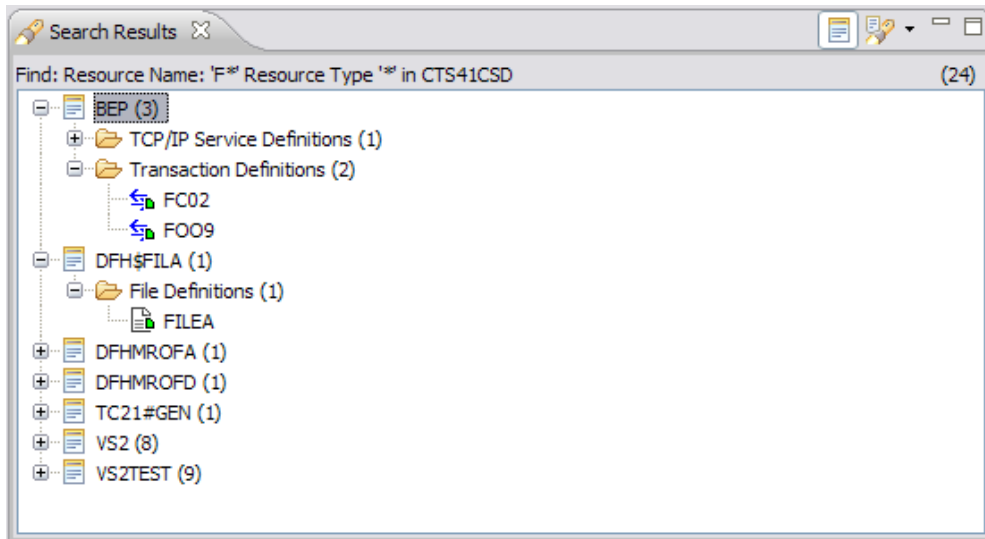 Search Results
Find: Resource Name: 'F*' Resource Type '*' in CTS41CSD (24)
BEP (3)
TCP/IP Service Definitions (1)
Transaction Definitions (2)
FC02
FOO9
DFH$FILA (1)
File Definitions (1)
FILEA
DFHMROFA (1)
DFHMROFD (1)
TC21#GEN (1)
VS2 (8)
VS2TEST (9)